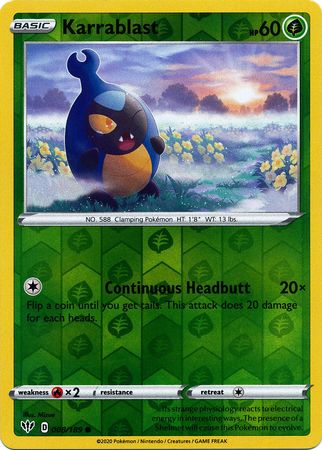 BASIC Karrablast HP60
NO. 588 Clamping Pokémon HT: 1'8" WT: 13 lbs.
Continuous Headbutt 20×
Flip a coin until you get tails. This attack does 20 damage
for each heads.
weakness ×2 resistance retreat
Illus. Mizue
D 008/189
Its strange physiology reacts to electrical
energy in interesting ways. The presence of a
Shelmet will cause this Pokémon to evolve.
©2020 Pokémon / Nintendo / Creatures / GAME FREAK